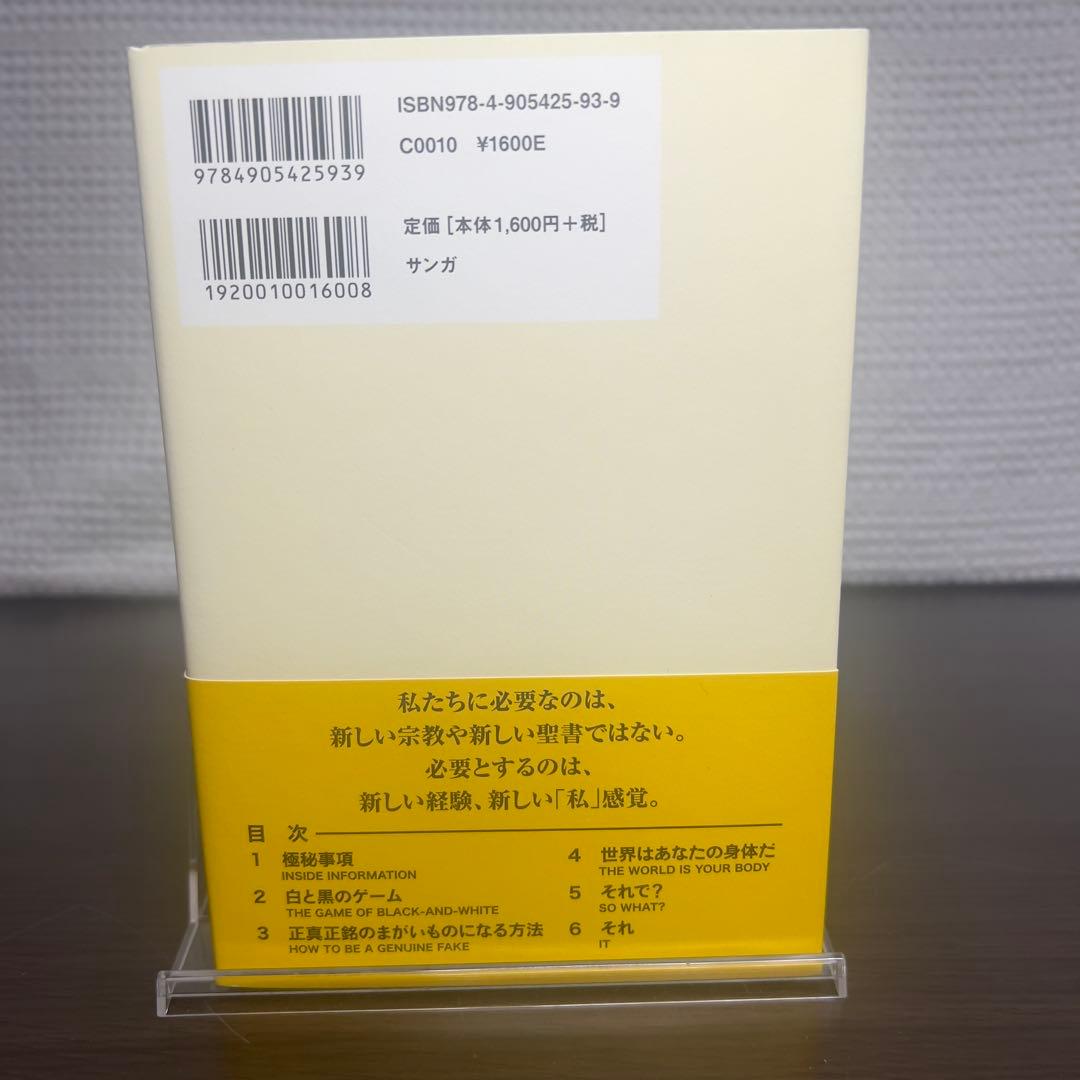 ISBN978-4-905425-93-9
C0010 ¥1600E
9784905425939
定価［本体1,600円＋税］
サンガ
1920010016008
私たちに必要なのは、
新しい宗教や新しい聖書ではない。
必要とするのは、
新しい経験、新しい「私」感覚。
目 次
1 極秘事項
INSIDE INFORMATION
2 白と黒のゲーム
THE GAME OF BLACK-AND-WHITE
3 正真正銘のまがいものになる方法
HOW TO BE A GENUINE FAKE
4 世界はあなたの身体だ
THE WORLD IS YOUR BODY
5 それで？
SO WHAT?
6 それ
IT